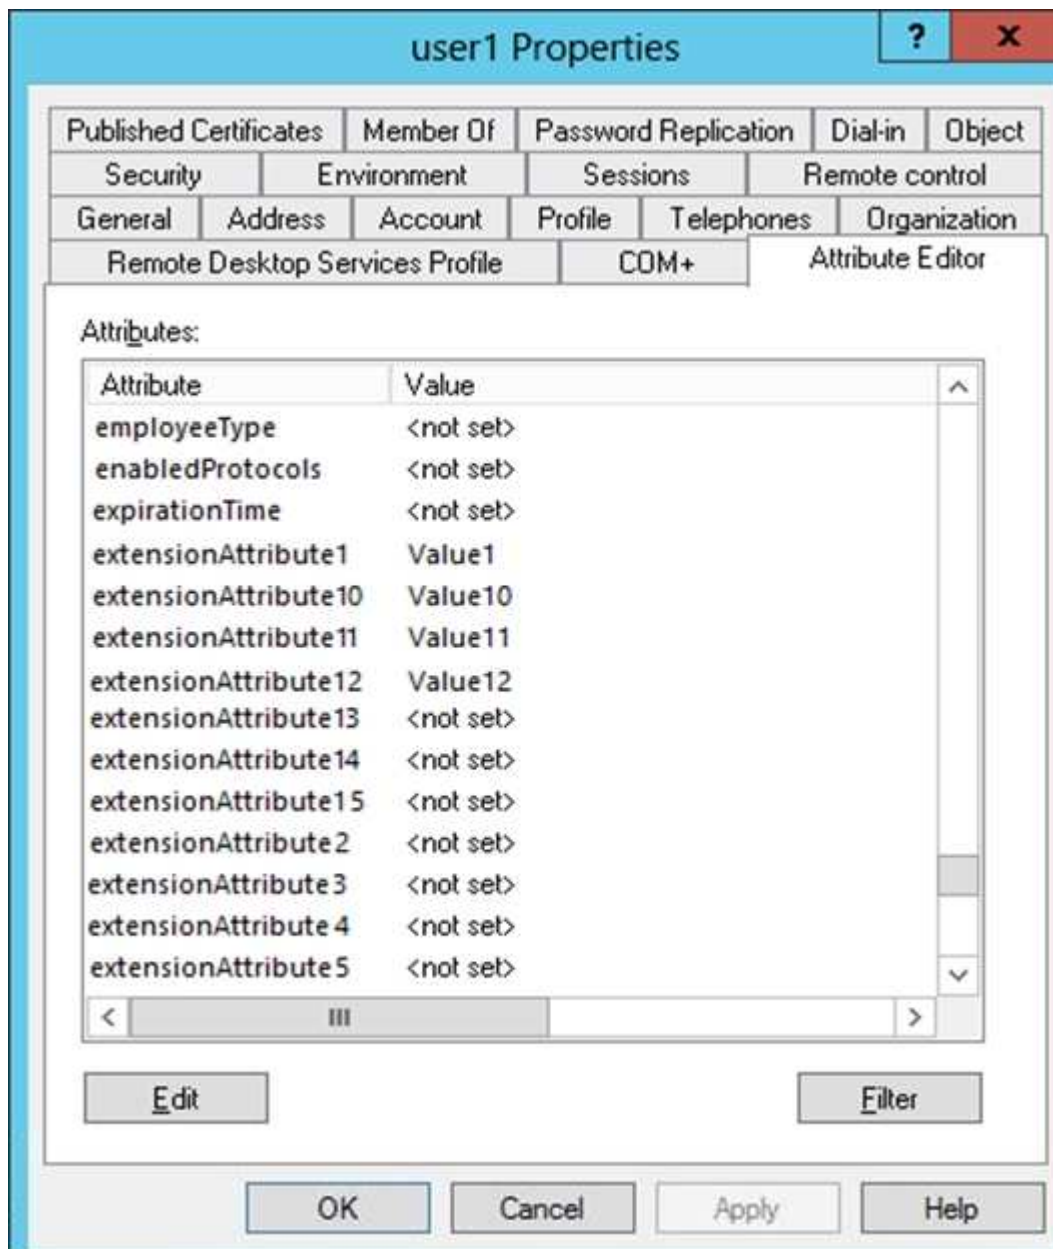 user1 Properties
? x
Published Certificates Member Of Password Replication Dial-in Object
Security Environment Sessions Remote control
General Address Account Profile Telephones Organization
Remote Desktop Services Profile COM+ Attribute Editor
Attributes:
Attribute Value
employeeType <not set>
enabledProtocols <not set>
expirationTime <not set>
extensionAttribute1 Value1
extensionAttribute10 Value10
extensionAttribute11 Value11
extensionAttribute12 Value12
extensionAttribute13 <not set>
extensionAttribute14 <not set>
extensionAttribute15 <not set>
extensionAttribute2 <not set>
extensionAttribute3 <not set>
extensionAttribute4 <not set>
extensionAttribute5 <not set>
Edit Filter
OK Cancel Apply Help